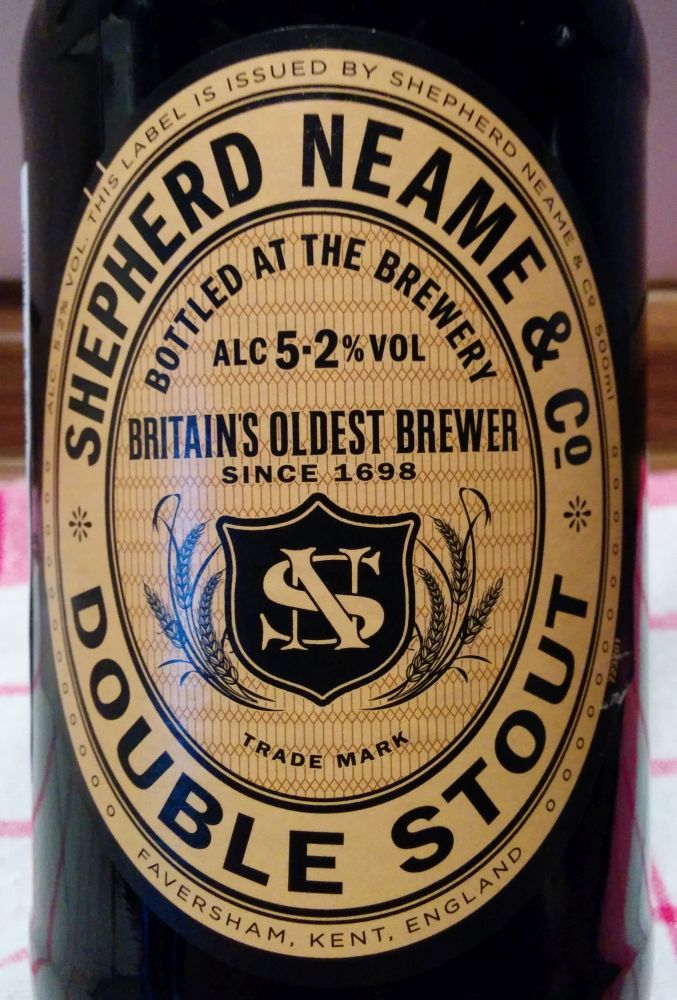 ALC 5.2% VOL. THIS LABEL IS ISSUED BY SHEPHERD NEAME & Co 500ml
SHEPHERD NEAME & Co
BOTTLED AT THE BREWERY
ALC 5·2% VOL
BRITAIN'S OLDEST BREWER
SINCE 1698
SN
TRADE MARK
DOUBLE STOUT
FAVERSHAM, KENT, ENGLAND